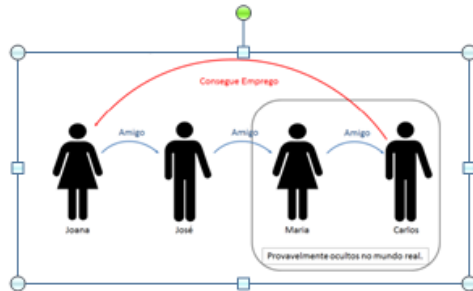 Consegue Emprego
Amigo Amigo Amigo
Joana José Maria Carlos
Provavelmente ocultos no mundo real.